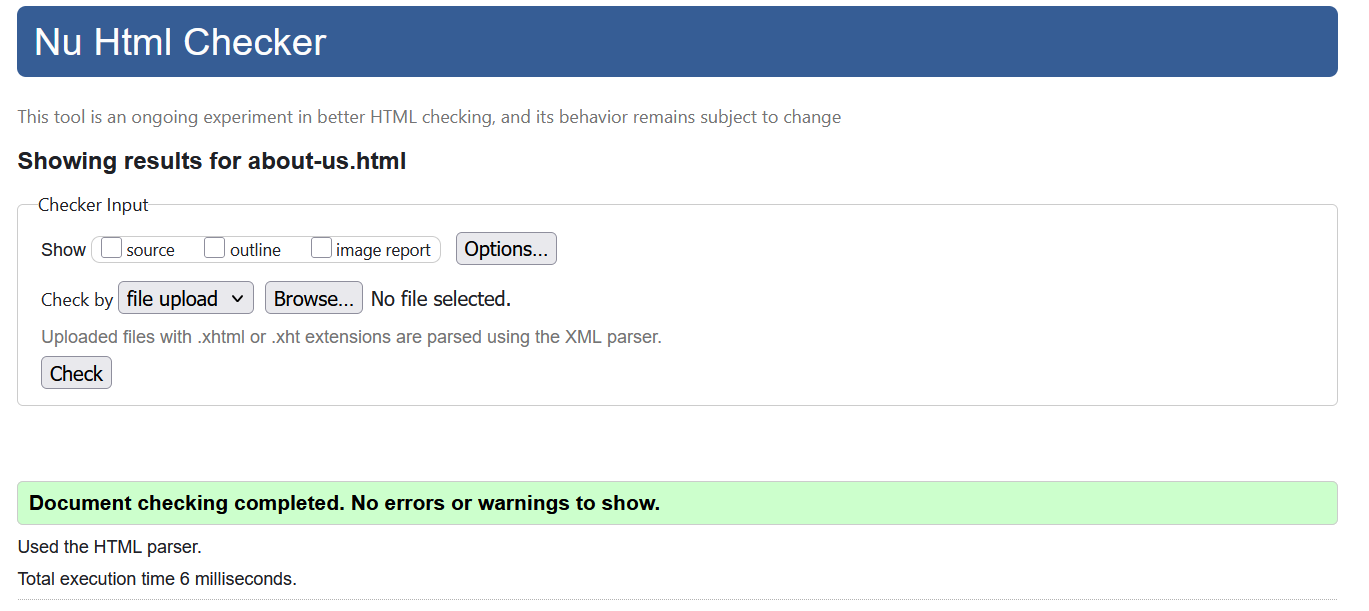 Nu Html Checker
This tool is an ongoing experiment in better HTML checking, and its behavior remains subject to change
Showing results for about-us.html
Checker Input
Show source outline image report Options...
Check by file upload Browse... No file selected.
Uploaded files with .xhtml or .xht extensions are parsed using the XML parser.
Check
Document checking completed. No errors or warnings to show.
Used the HTML parser.
Total execution time 6 milliseconds.